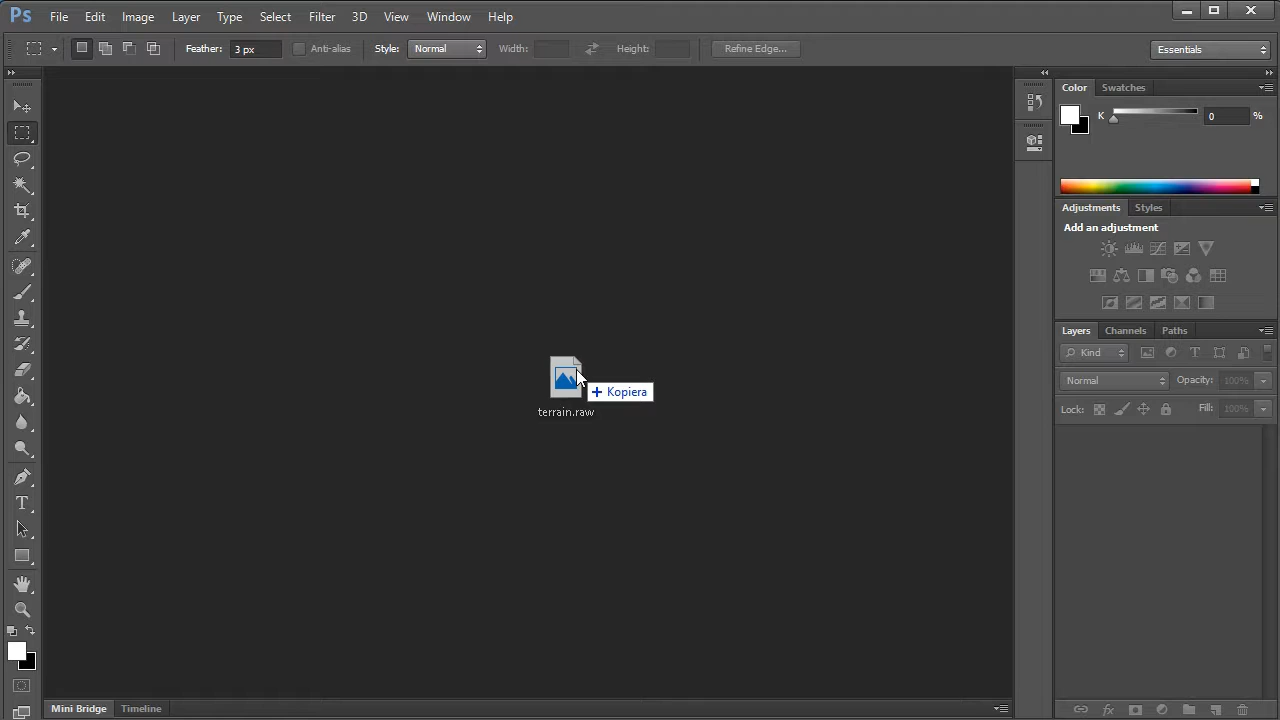 Ps File Edit Image Layer Type Select Filter 3D View Window Help
Feather: 3 px Anti-alias Style: Normal Width: Height: Refine Edge... Essentials
Color Swatches
K 0 %
Adjustments Styles
Add an adjustment
Layers Channels Paths
Kind T
Normal Opacity: 100%
Lock: Fill: 100%
+ Kopiera
terrain.raw
T
fx
Mini Bridge Timeline